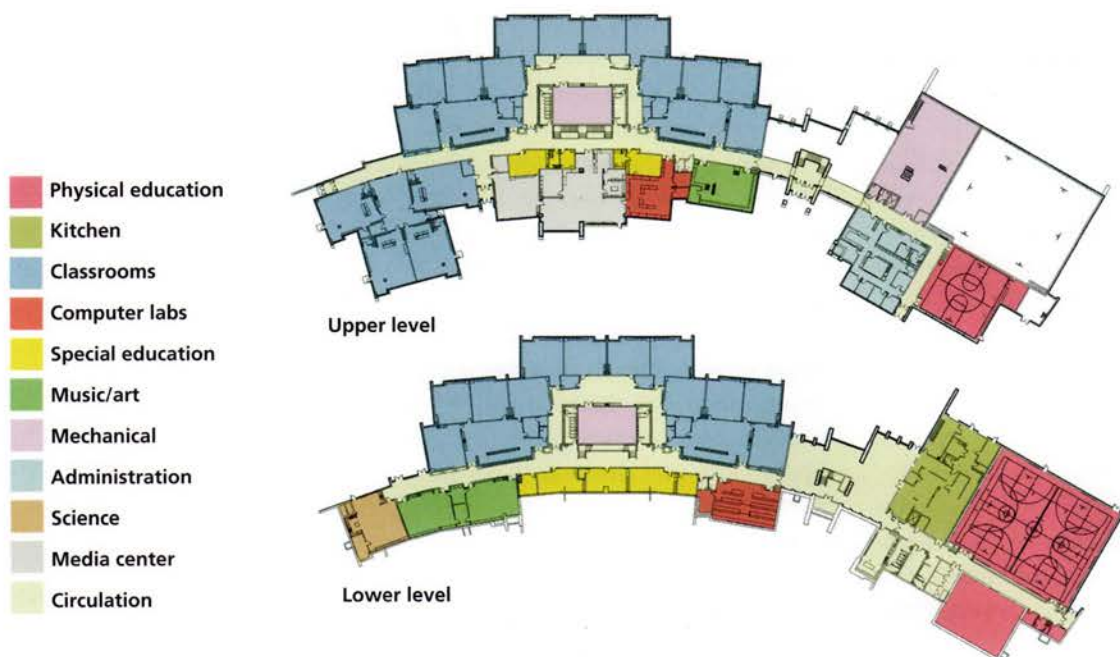 Physical education
Kitchen
Classrooms
Computer labs
Special education
Music/art
Mechanical
Administration
Science
Media center
Circulation
Upper level
Lower level